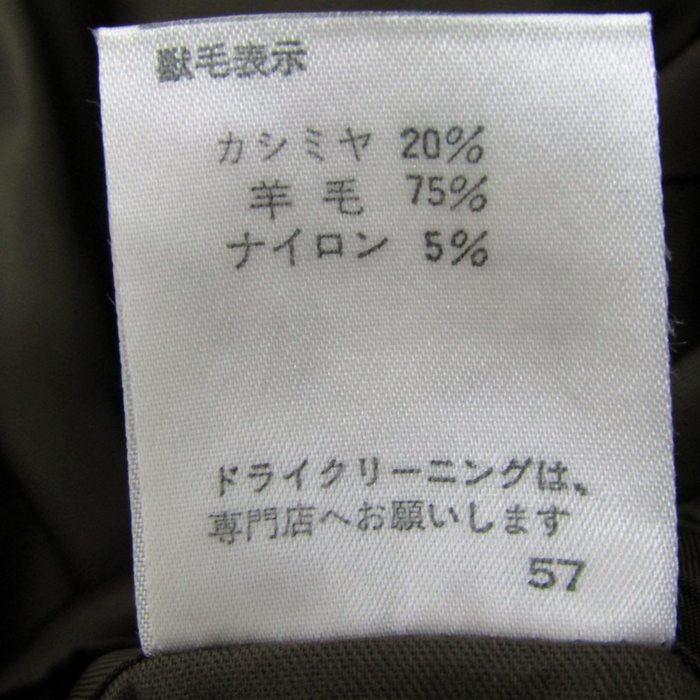 獣毛表示
カシミヤ 20%
羊毛 75%
ナイロン 5%
ドライクリーニングは、
専門店へお願いします
57